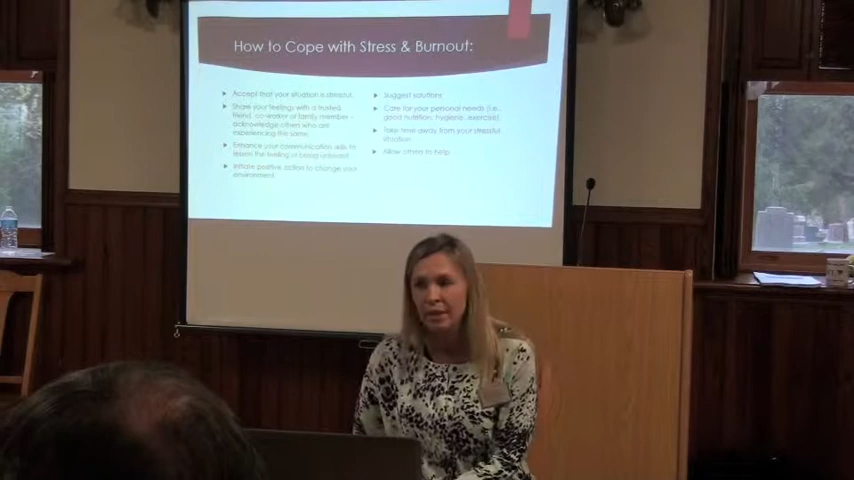 How to Cope with Stress & Burnout:
Accept that your situation is stressful.
Share your feelings with a trusted
friend, co-worker or family member –
acknowledge others who are
experiencing the same.
Enhance your communication skills to
lessen the feeling of being unheard.
Initiate positive action to change your
environment.
Suggest solutions.
Care for your personal needs (i.e.,
good nutrition, hygiene, exercise).
Take time away from your stressful
situation.
Allow others to help.